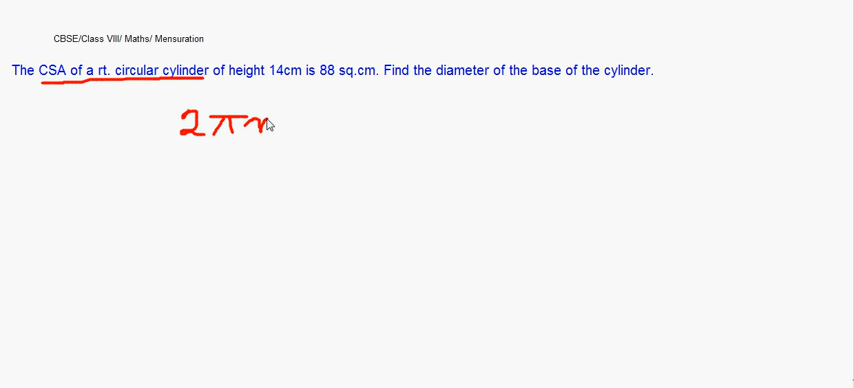 CBSE/Class VIII/ Maths/ Mensuration
The CSA of a rt. circular cylinder of height 14cm is 88 sq.cm. Find the diameter of the base of the cylinder.
2πr